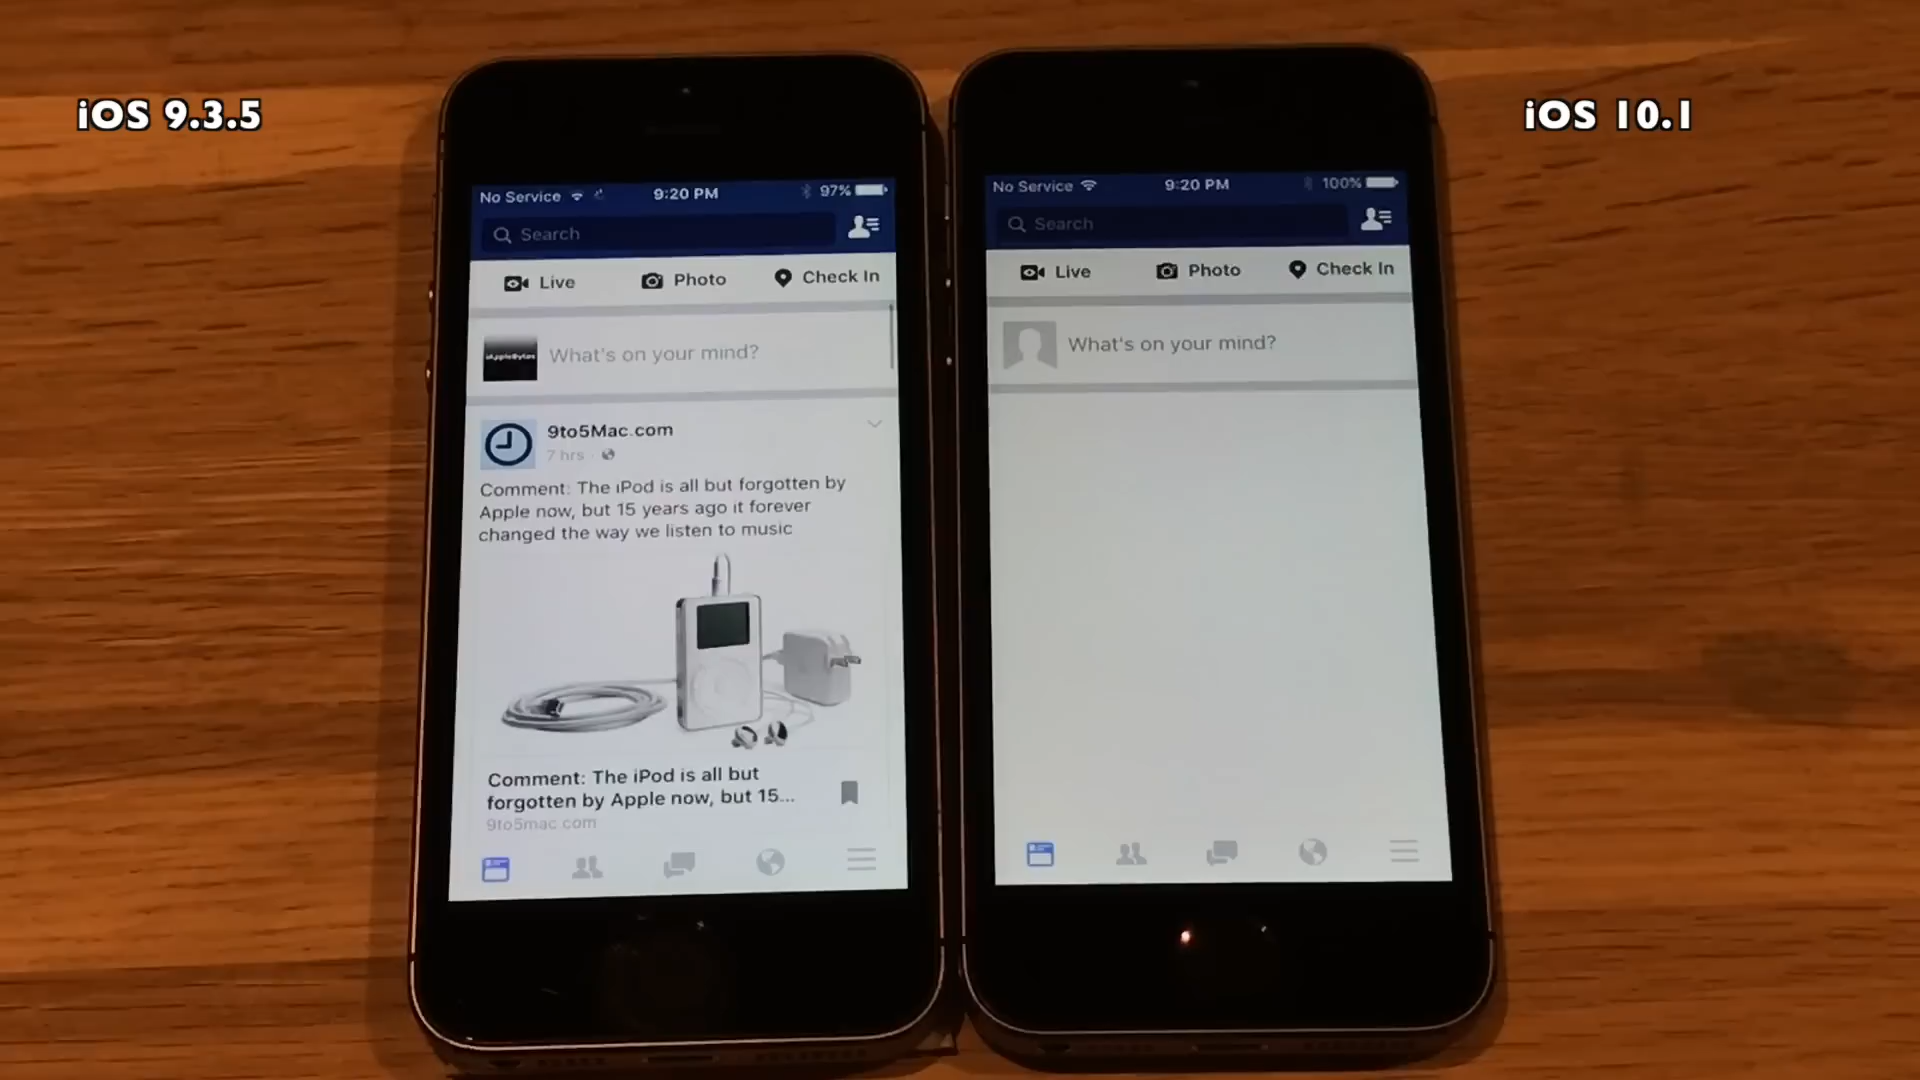 iOS 9.3.5
iOS 10.1
No Service 9:20 PM 97%
Search
Live Photo Check In
What's on your mind?
9to5Mac.com
7 hrs
Comment: The iPod is all but forgotten by
Apple now, but 15 years ago it forever
changed the way we listen to music
Comment: The iPod is all but
forgotten by Apple now, but 15...
9to5mac.com
No Service 9:20 PM 100%
Search
Live Photo Check In
What's on your mind?